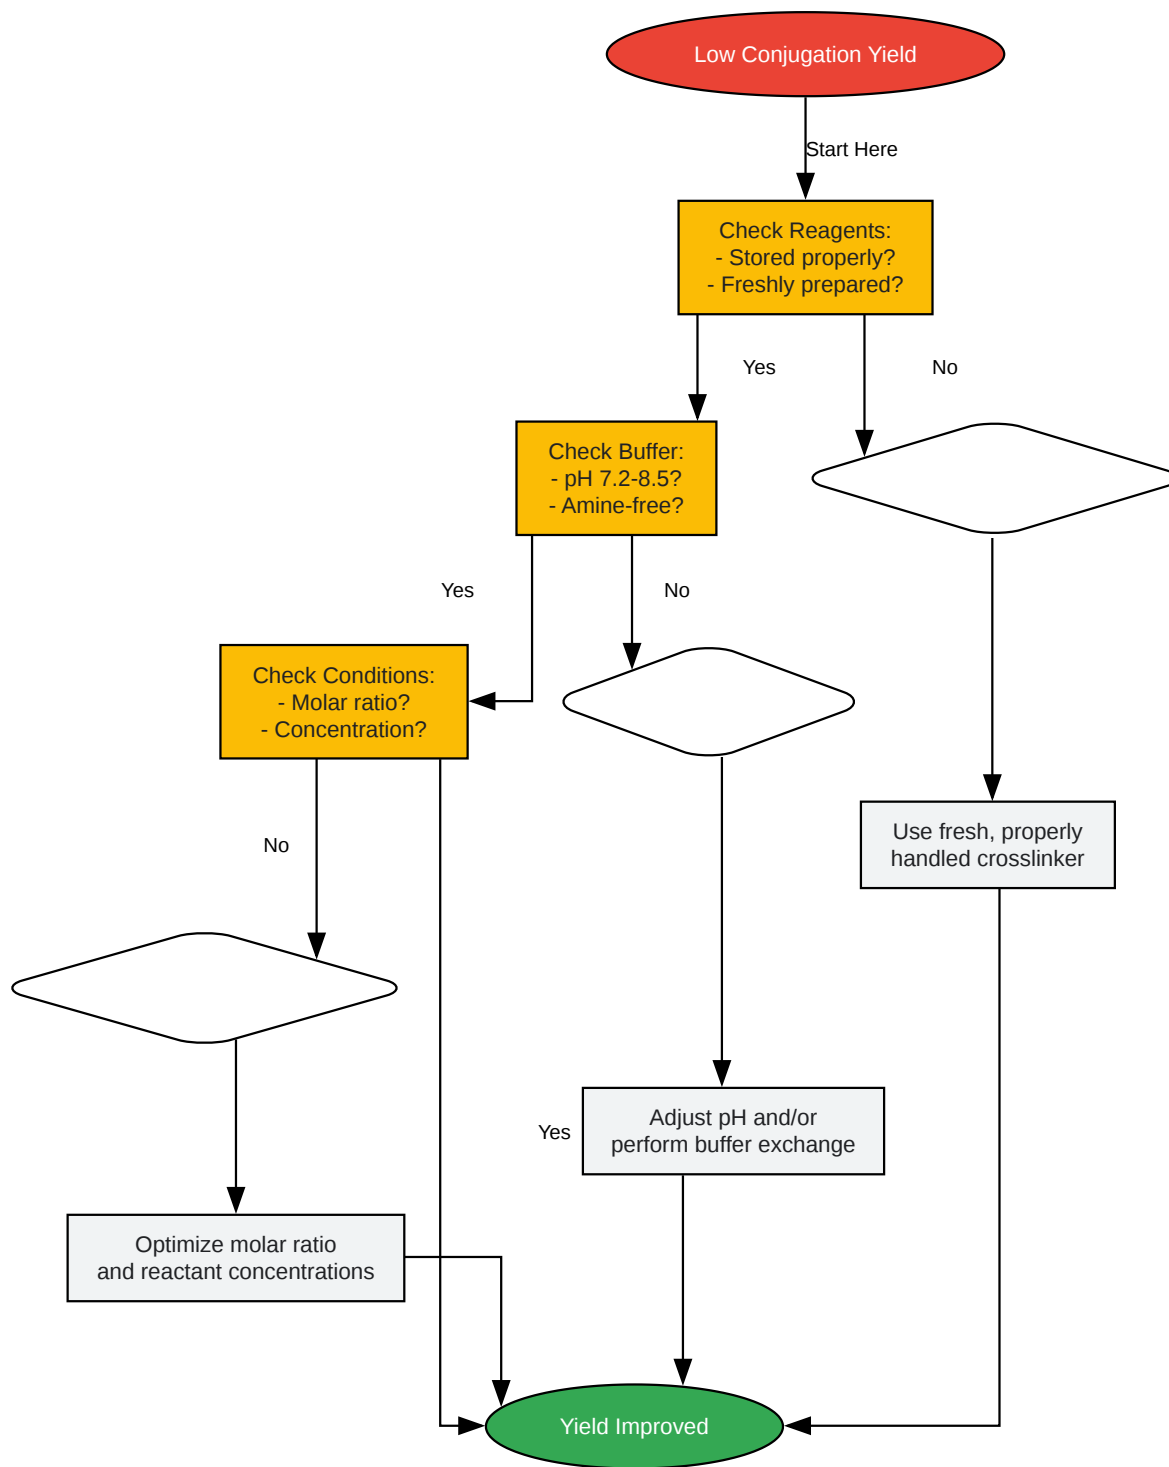 Low Conjugation Yield
Start Here
Check Reagents:
- Stored properly?
- Freshly prepared?
Yes
No
Check Buffer:
- pH 7.2-8.5?
- Amine-free?
Yes
No
Check Conditions:
- Molar ratio?
- Concentration?
No
Use fresh, properly
handled crosslinker
Yes
Adjust pH and/or
perform buffer exchange
Optimize molar ratio
and reactant concentrations
Yield Improved